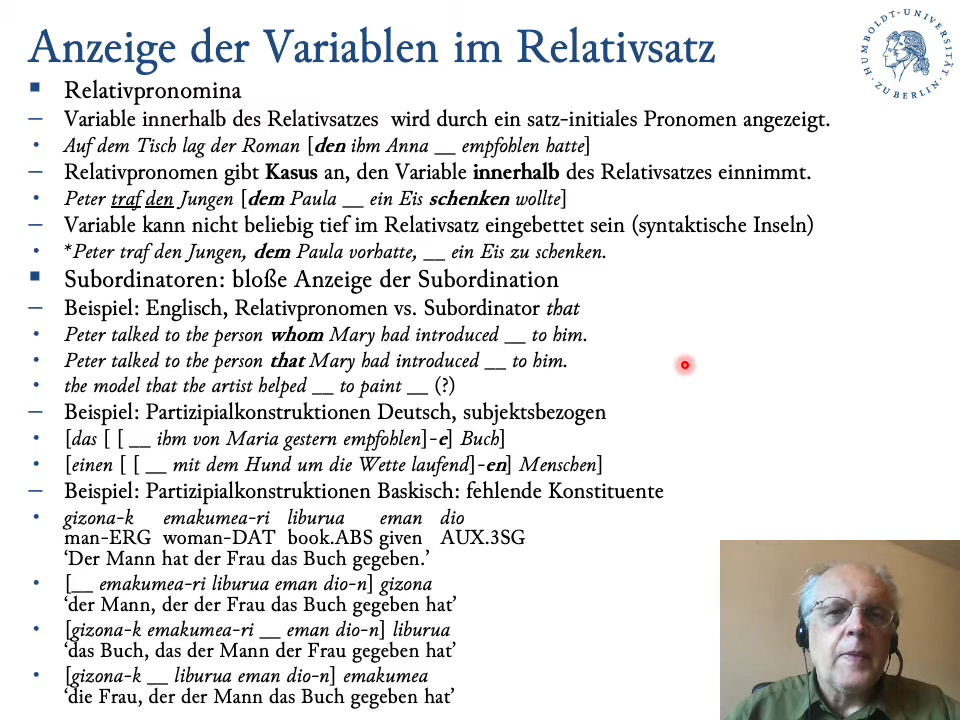 Anzeige der Variablen im Relativsatz
HUMBOLDT-UNIVERSITÄT ZU BERLIN
▪ Relativpronomina
– Variable innerhalb des Relativsatzes wird durch ein satz-initiales Pronomen angezeigt.
• Auf dem Tisch lag der Roman [den ihm Anna __ empfohlen hatte]
– Relativpronomen gibt Kasus an, den Variable innerhalb des Relativsatzes einnimmt.
• Peter traf den Jungen [dem Paula __ ein Eis schenken wollte]
– Variable kann nicht beliebig tief im Relativsatz eingebettet sein (syntaktische Inseln)
• *Peter traf den Jungen, dem Paula vorhatte, __ ein Eis zu schenken.
▪ Subordinatoren: bloße Anzeige der Subordination
– Beispiel: Englisch, Relativpronomen vs. Subordinator that
• Peter talked to the person whom Mary had introduced __ to him.
• Peter talked to the person that Mary had introduced __ to him.
• the model that the artist helped __ to paint __ (?)
– Beispiel: Partizipialkonstruktionen Deutsch, subjektsbezogen
• [das [ [ __ ihm von Maria gestern empfohlen]-e] Buch]
• [einen [ [ __ mit dem Hund um die Wette laufend]-en] Menschen]
– Beispiel: Partizipialkonstruktionen Baskisch: fehlende Konstituente
• gizona-k emakumea-ri liburua eman dio
man-ERG woman-DAT book.ABS given AUX.3SG
‘Der Mann hat der Frau das Buch gegeben.’
• [__ emakumea-ri liburua eman dio-n] gizona
‘der Mann, der der Frau das Buch gegeben hat’
• [gizona-k emakumea-ri __ eman dio-n] liburua
‘das Buch, das der Mann der Frau gegeben hat’
• [gizona-k __ liburua eman dio-n] emakumea
‘die Frau, der der Mann das Buch gegeben hat’